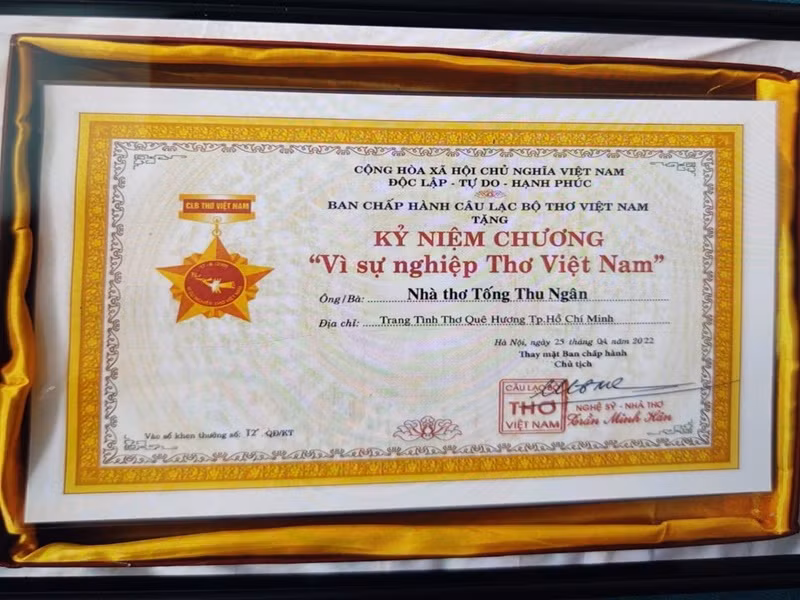 CỘNG HÒA XÃ HỘI CHỦ NGHĨA VIỆT NAM
ĐỘC LẬP - TỰ DO - HẠNH PHÚC
BAN CHẤP HÀNH CÂU LẠC BỘ THƠ VIỆT NAM
TẶNG
KỶ NIỆM CHƯƠNG
“Vì sự nghiệp Thơ Việt Nam”
CLB THƠ VIỆT NAM
Ông/Bà: Nhà thơ Tống Thu Ngân
Địa chỉ: Trang Tình Thơ Quê Hương Tp.Hồ Chí Minh
Hà Nội, ngày 25 tháng 04 năm 2022
Thay mặt Ban chấp hành
Chủ tịch
CÂU LẠC BỘ
THƠ
VIỆT NAM
NGHỆ SỸ - NHÀ THƠ
Trần Minh Hân
Vào sổ khen thưởng số: QĐ/KT